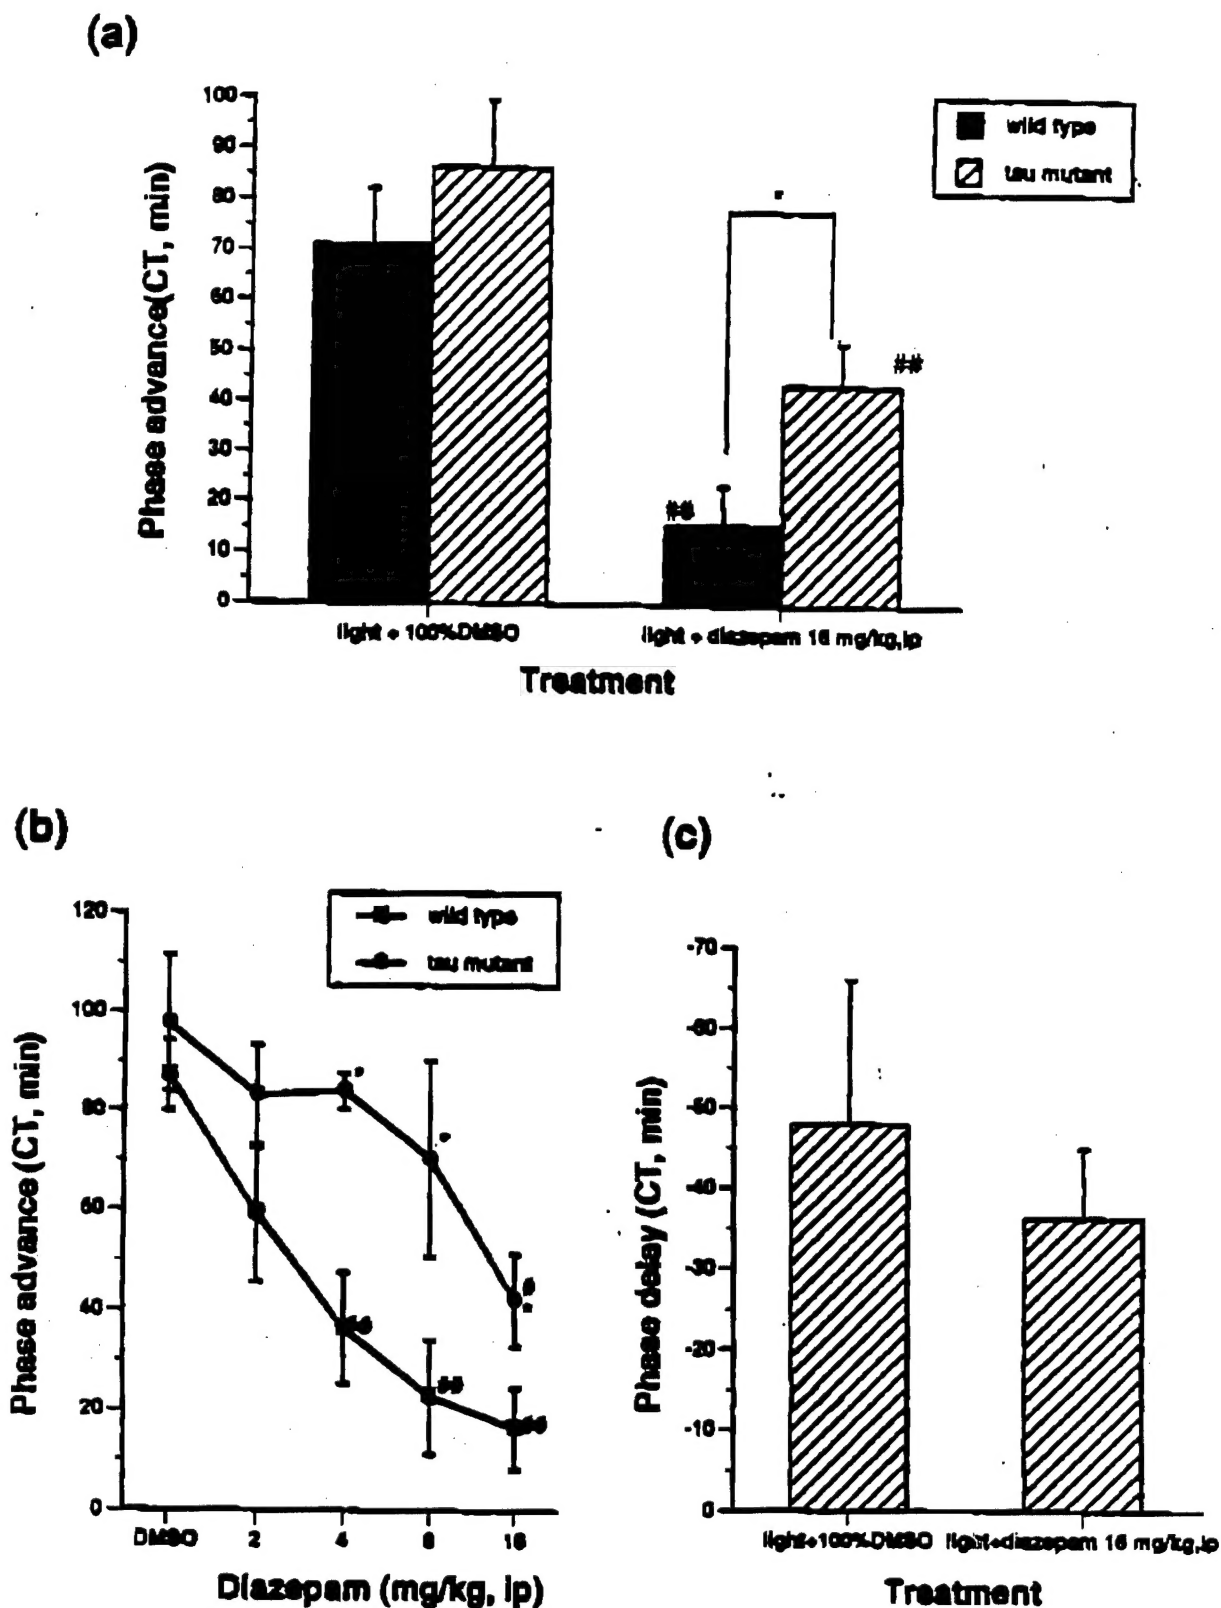 (a)
100
90
80
70
60
50
40
30
20
10
0
Phase advance(CT, min)
wild type
tau mutant
*
##
##
light + 100%DMSO
light + diazepam 16 mg/kg,ip
Treatment
(b)
120
100
80
60
40
20
0
Phase advance (CT, min)
wild type
tau mutant
*
*
#
*
##
##
##
DMSO
2
4
8
16
Diazepam (mg/kg, ip)
(c)
-70
-60
-50
-40
-30
-20
-10
0
Phase delay (CT, min)
light+100%DMSO
light+diazepam 16 mg/kg,ip
Treatment